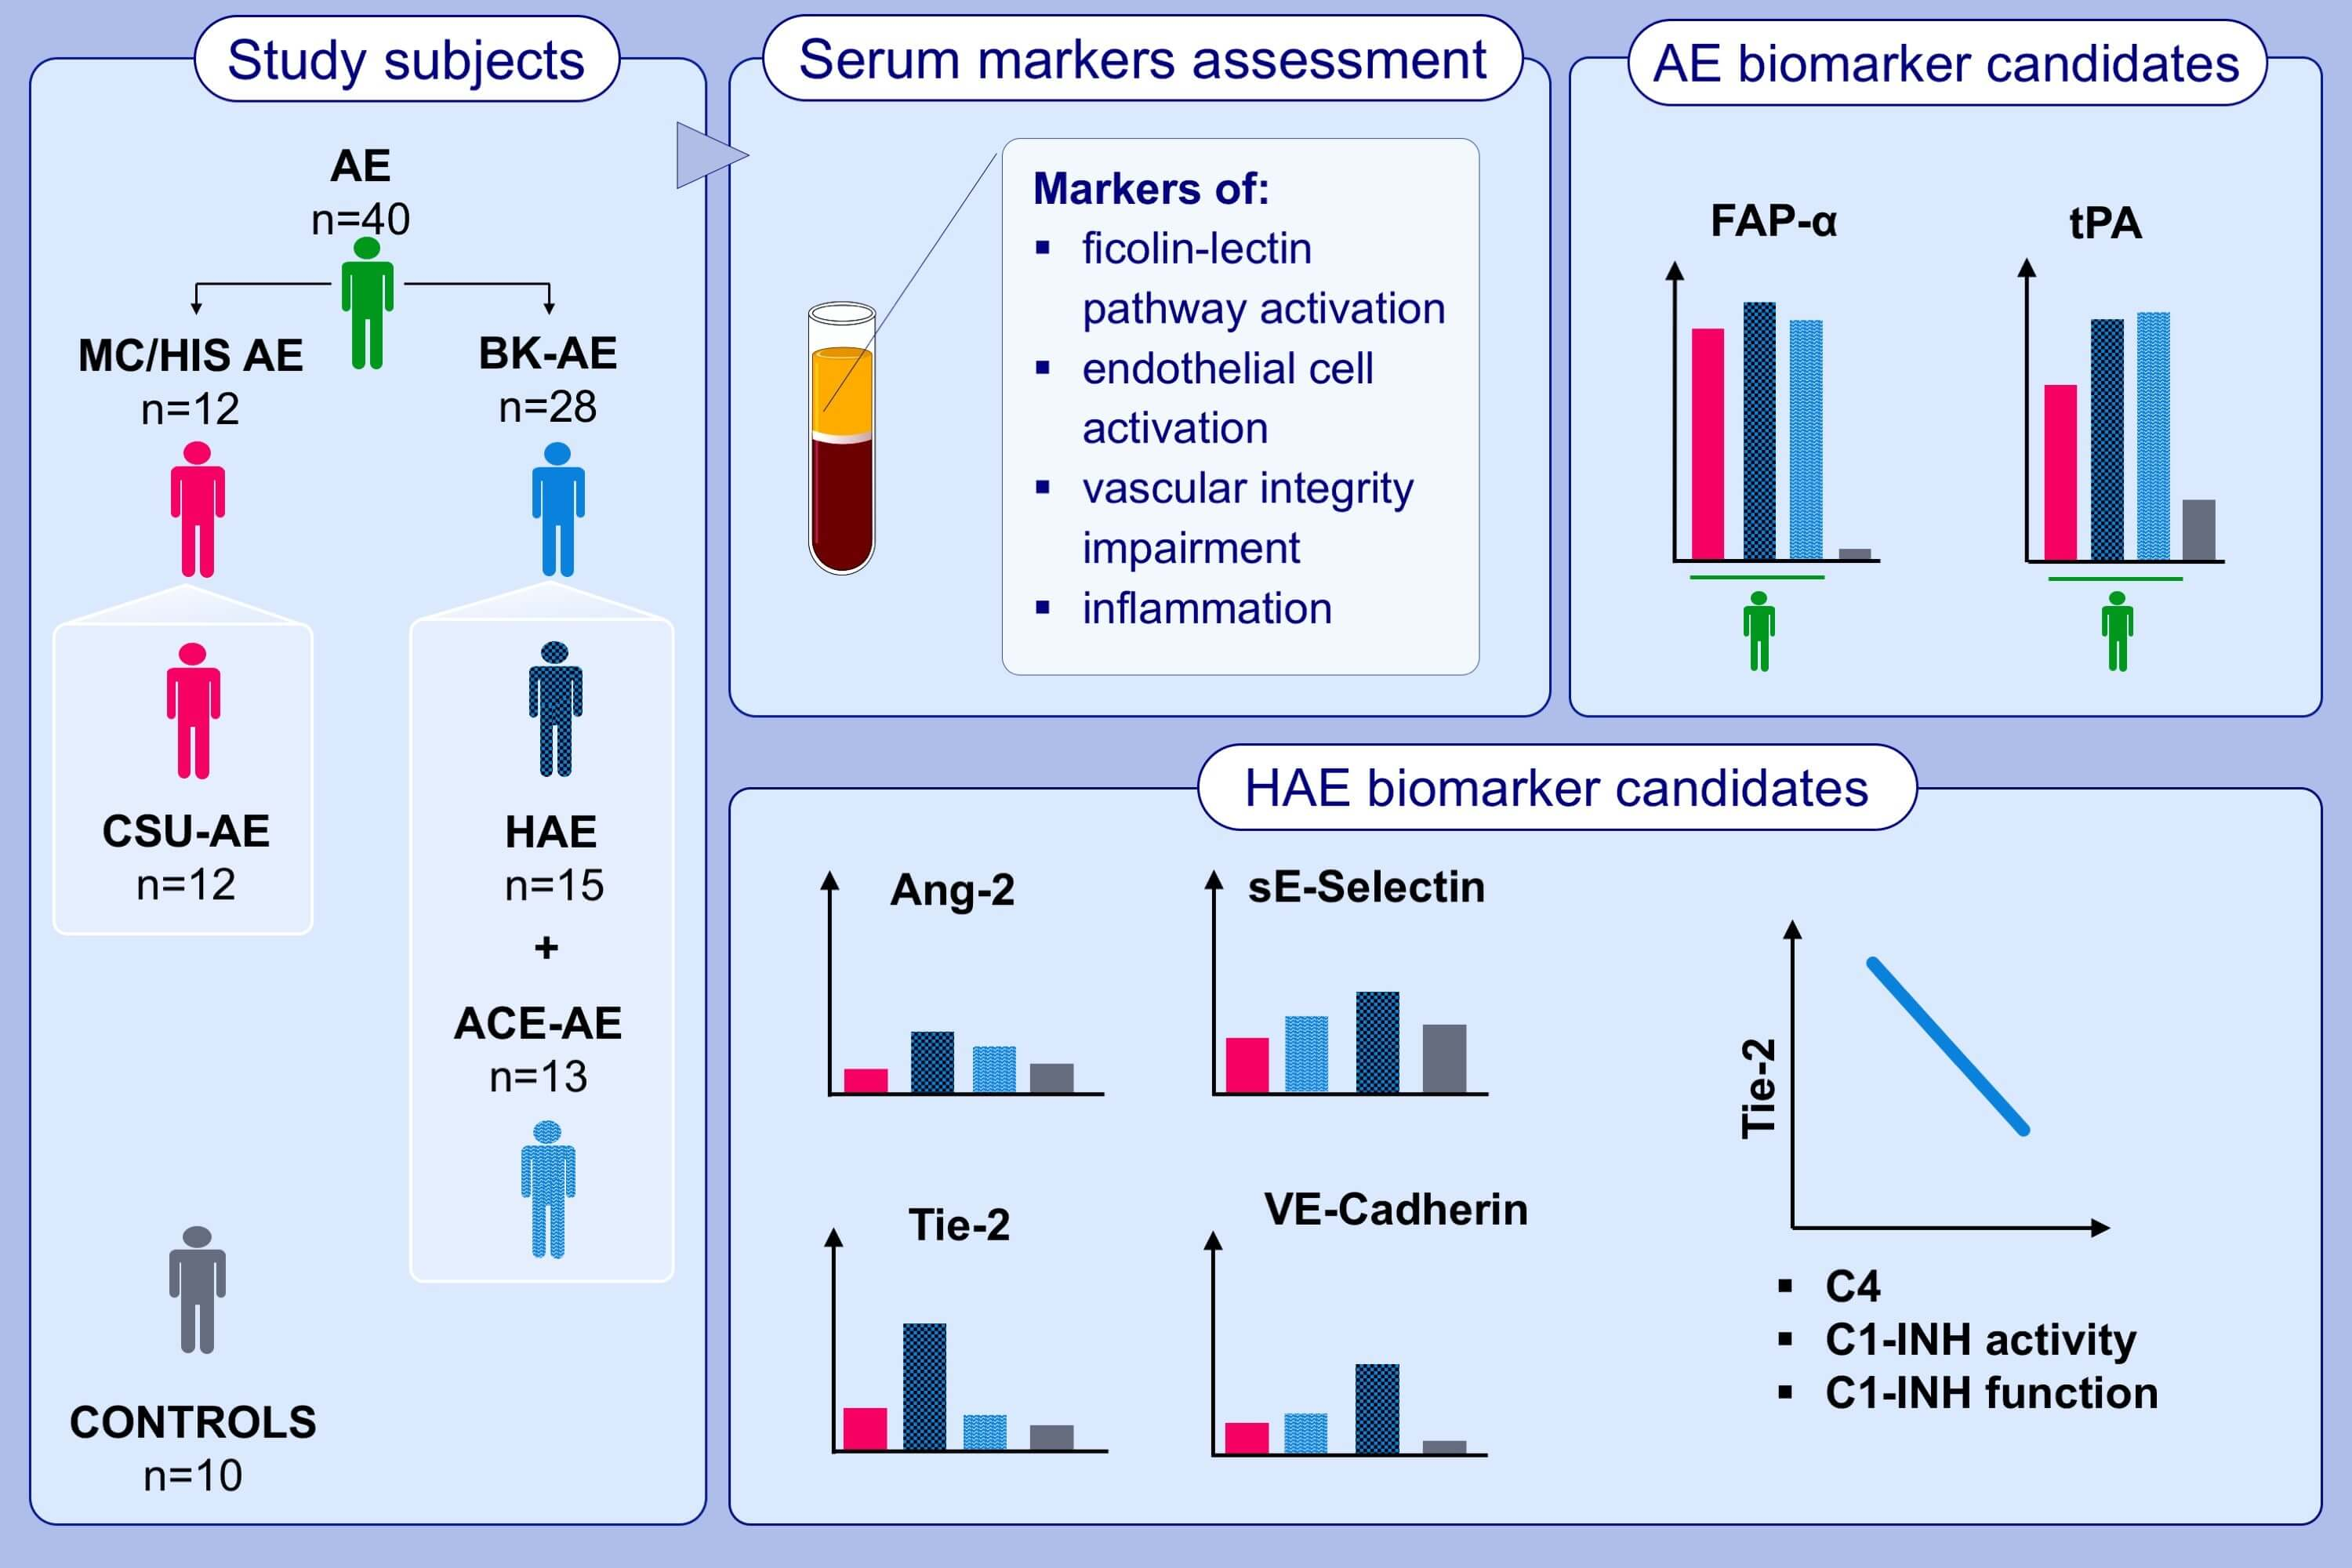 Study subjects
AE
n=40
MC/HIS AE
n=12
BK-AE
n=28
CSU-AE
n=12
HAE
n=15
+
ACE-AE
n=13
CONTROLS
n=10
Serum markers assessment
Markers of:
▪ ficolin-lectin
pathway activation
▪ endothelial cell
activation
▪ vascular integrity
impairment
▪ inflammation
AE biomarker candidates
FAP-α
tPA
HAE biomarker candidates
Ang-2
sE-Selectin
Tie-2
VE-Cadherin
Tie-2
▪ C4
▪ C1-INH activity
▪ C1-INH function